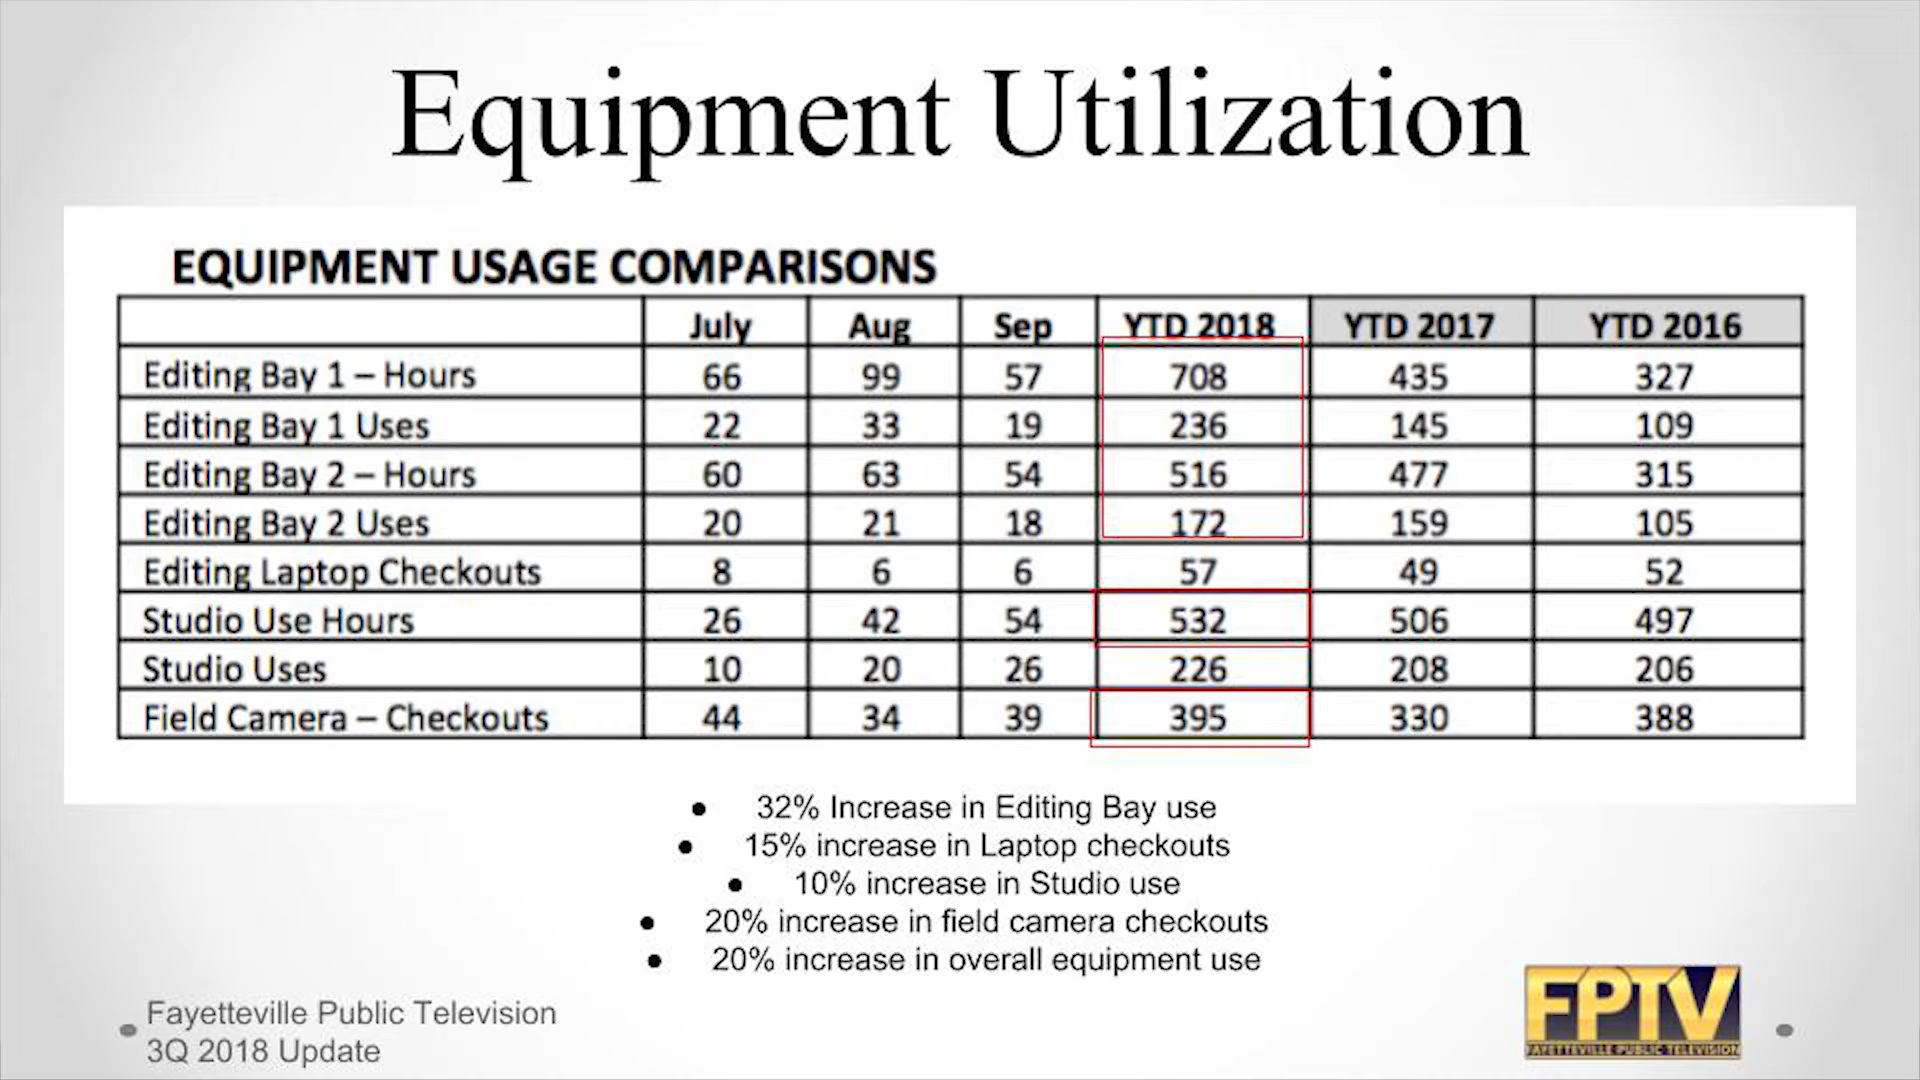 Equipment Utilization
EQUIPMENT USAGE COMPARISONS
July Aug Sep YTD 2018 YTD 2017 YTD 2016
Editing Bay 1 – Hours 66 99 57 708 435 327
Editing Bay 1 Uses 22 33 19 236 145 109
Editing Bay 2 – Hours 60 63 54 516 477 315
Editing Bay 2 Uses 20 21 18 172 159 105
Editing Laptop Checkouts 8 6 6 57 49 52
Studio Use Hours 26 42 54 532 506 497
Studio Uses 10 20 26 226 208 206
Field Camera – Checkouts 44 34 39 395 330 388
● 32% Increase in Editing Bay use
● 15% increase in Laptop checkouts
● 10% increase in Studio use
● 20% increase in field camera checkouts
● 20% increase in overall equipment use
Fayetteville Public Television
3Q 2018 Update
FPTV
FAYETTEVILLE PUBLIC TELEVISION